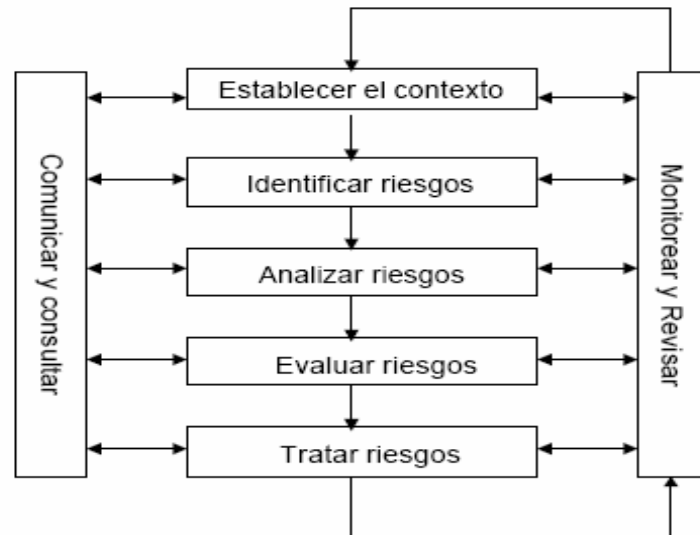 Establecer el contexto
Comunicar y consultar
Identificar riesgos
Monitorear y Revisar
Analizar riesgos
Evaluar riesgos
Tratar riesgos